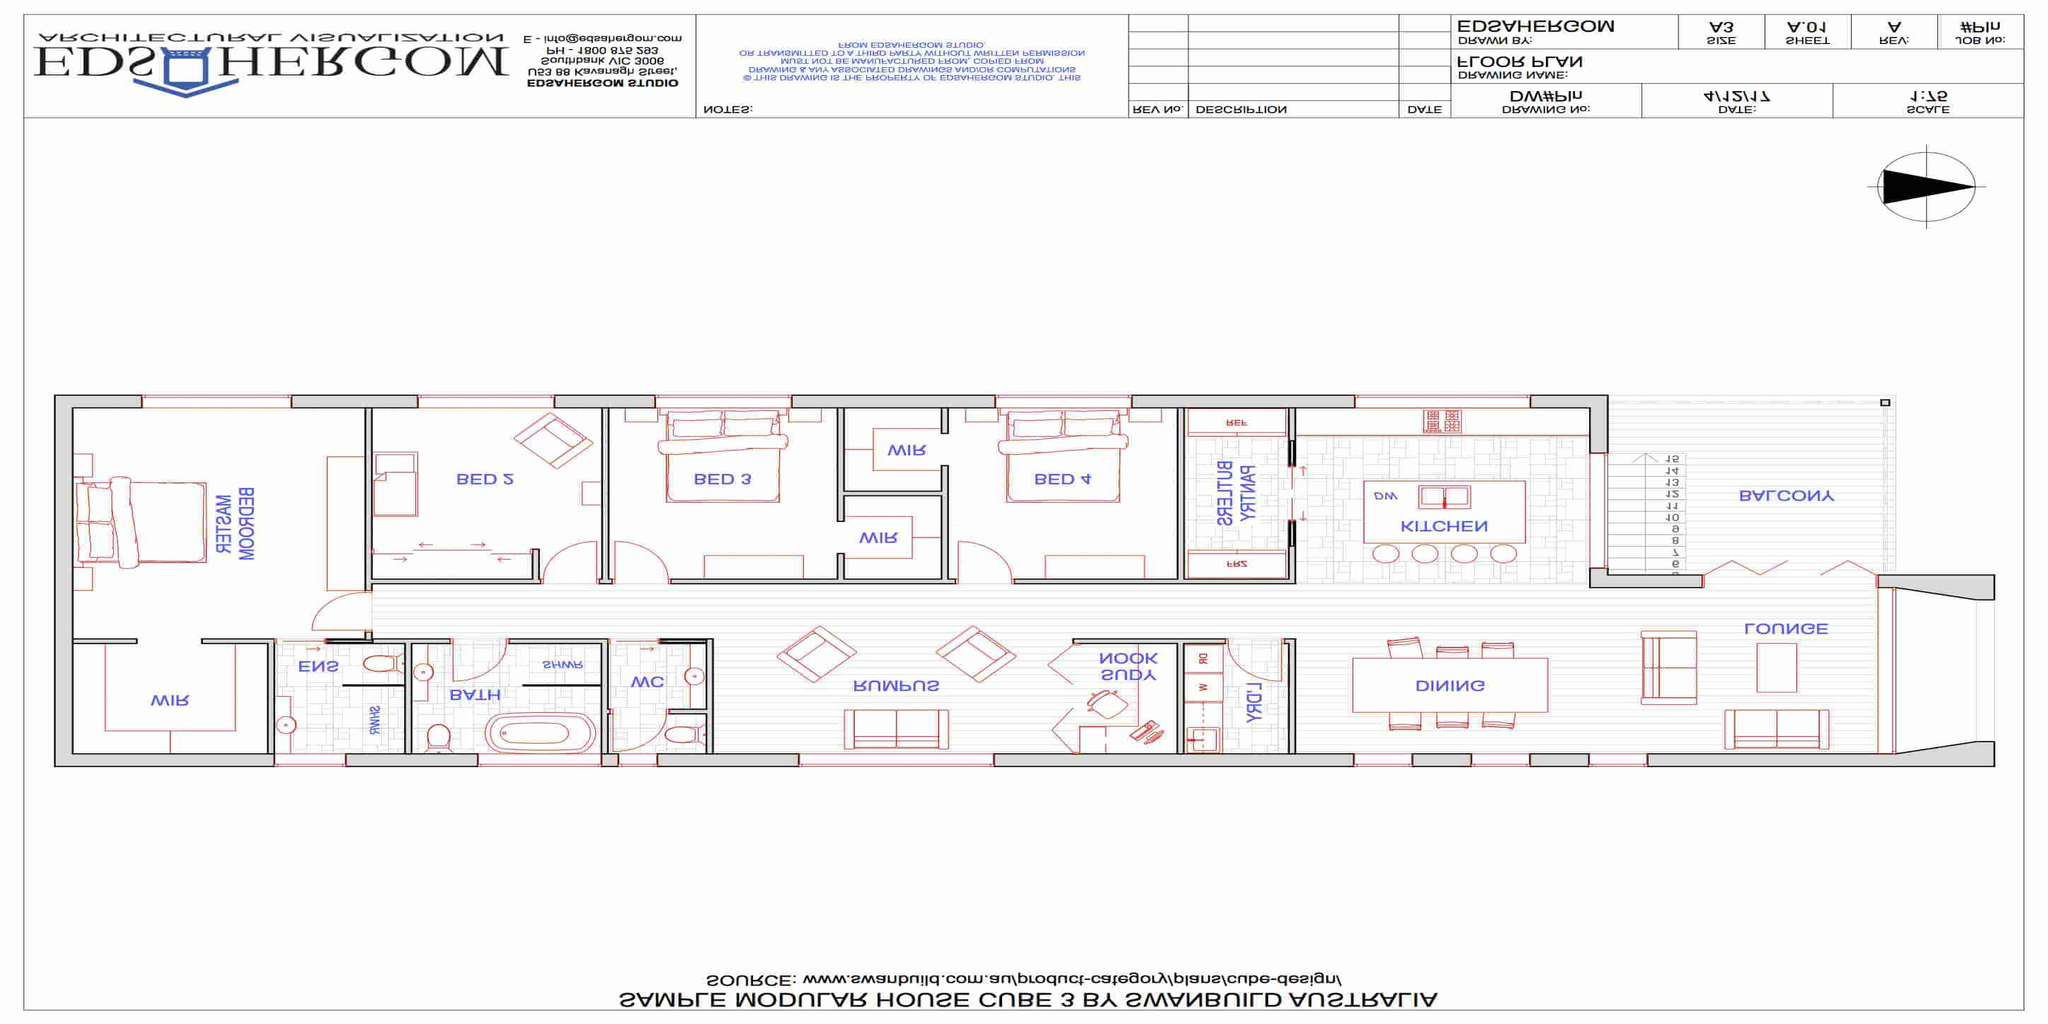 SAMPLE MODULAR HOUSE CUBE 3 BY SWANBUILD AUSTRALIA
SOURCE: www.swanbuild.com.au/product-category/plans/cube-design/
WIR
ENS
SHWR
BATH
SHWR
WC
RUMPUS
STUDY
NOOK
DR
W
L'DRY
DINING
LOUNGE
MASTER
BEDROOM
BED 2
BED 3
WIR
WIR
BED 4
FRZ
BUTLERS
PANTRY
REF
KITCHEN
DW
BALCONY
6
7
8
9
10
11
12
13
14
15
EDSAHERGOM
ARCHITECTURAL VISUALIZATION
EDSAHERGOM STUDIO
U53 88 Kavanagh Street,
Southbank VIC 3006
PH - 1800 875 263
E - info@edsahergom.com
NOTES:
© THIS DRAWING IS THE PROPERTY OF EDSAHERGOM STUDIO. THIS
DRAWING & ANY ASSOCIATED DRAWINGS AND/OR COMPUTATIONS
MUST NOT BE MANUFACTURED FROM, COPIED FROM
OR TRANSMITTED TO A THIRD PARTY WITHOUT WRITTEN PERMISSION
FROM EDSAHERGOM STUDIO.
REV No. DESCRIPTION DATE
DRAWING No:
DW#Pin
DATE:
4/12/17
SCALE
1:75
DRAWING NAME:
FLOOR PLAN
DRAWN BY:
EDSAHERGOM
SIZE
A3
SHEET
A.01
REV:
A
JOB No:
#Pin